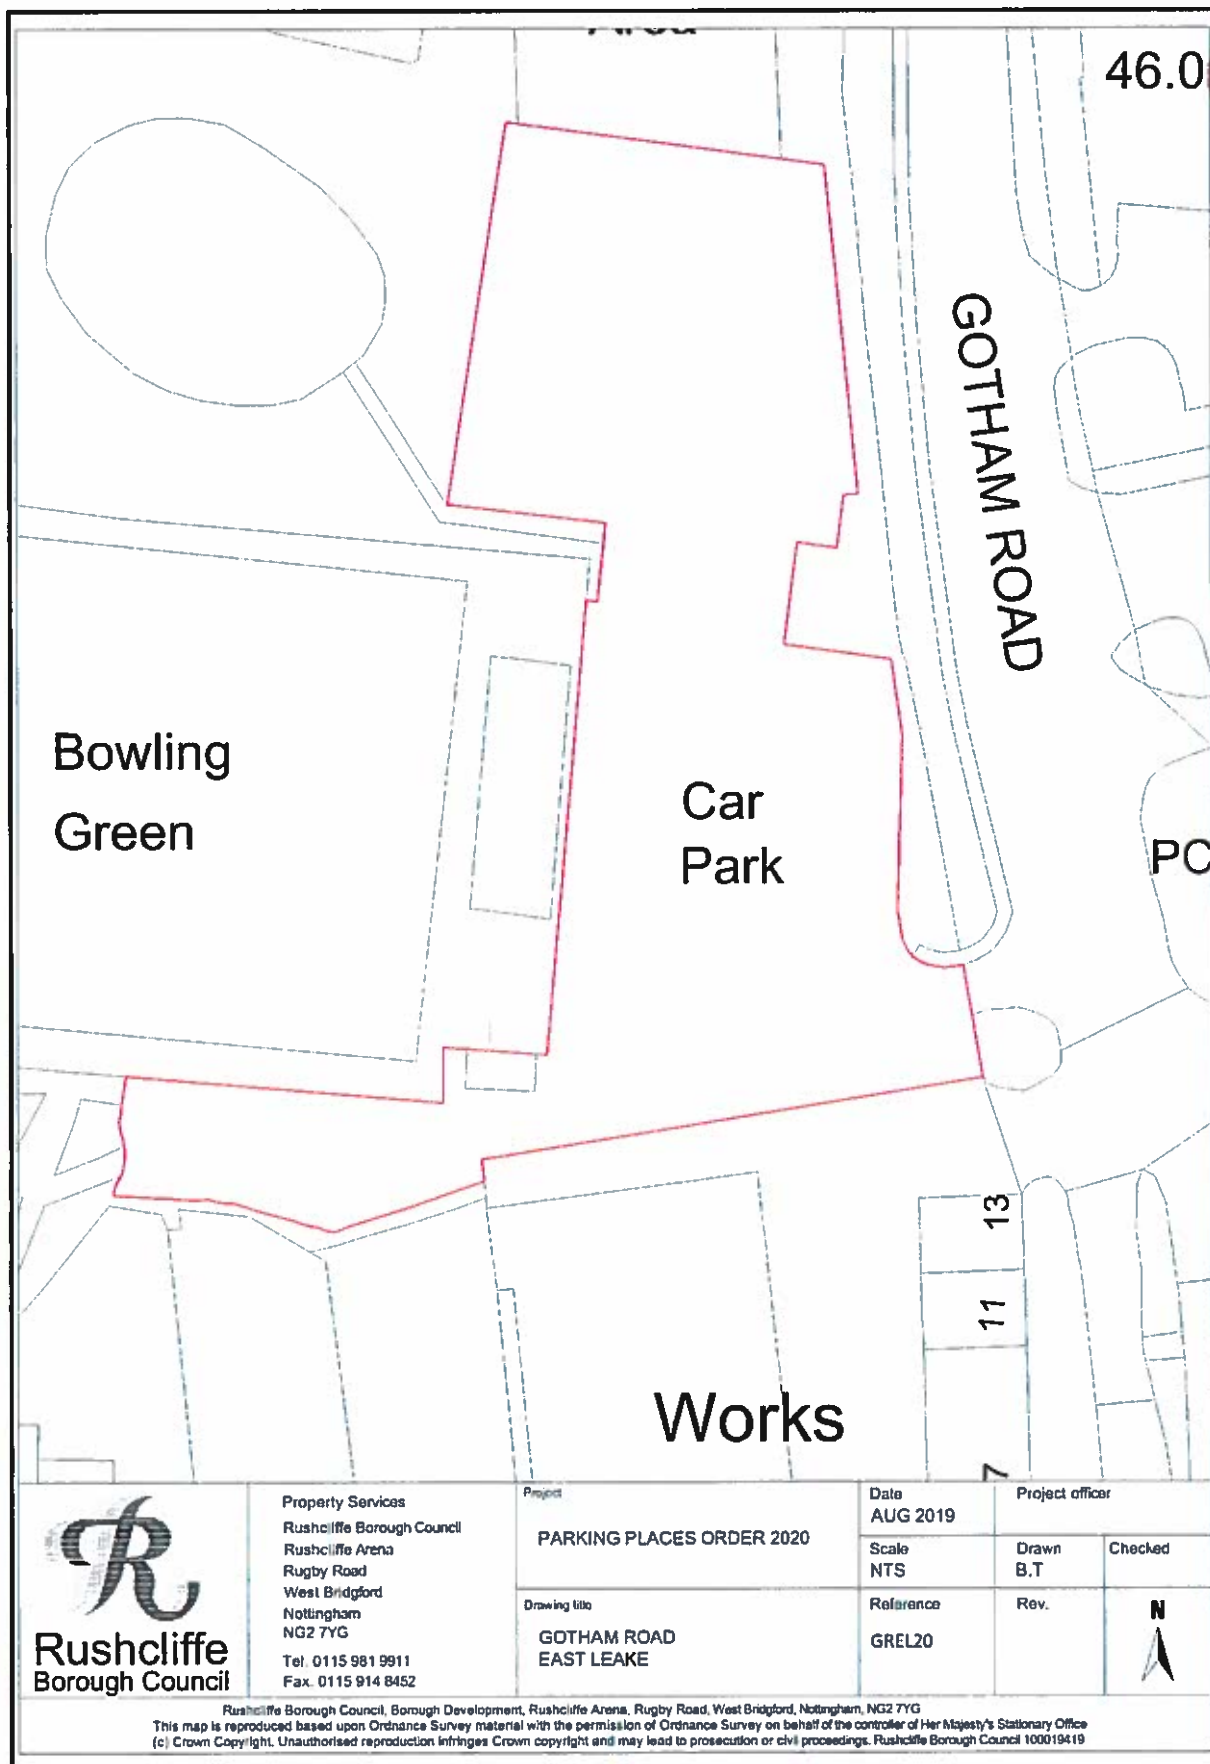 46.0
GOTHAM ROAD
Bowling
Green
Car
Park
PC
13
11
7
Works
Rushcliffe
Borough Council
Property Services
Rushcliffe Borough Council
Rushcliffe Arena
Rugby Road
West Bridgford
Nottingham
NG2 7YG
Tel. 0115 981 9911
Fax. 0115 914 8452
Project
PARKING PLACES ORDER 2020
Drawing title
GOTHAM ROAD
EAST LEAKE
Date
AUG 2019
Project officer
Scale
NTS
Drawn
B.T
Checked
Reference
GREL20
Rev.
N
Rushcliffe Borough Council, Borough Development, Rushcliffe Arena, Rugby Road, West Bridgford, Nottingham, NG2 7YG
This map is reproduced based upon Ordnance Survey material with the permission of Ordnance Survey on behalf of the controller of Her Majesty's Stationary Office
(c) Crown Copyright. Unauthorised reproduction infringes Crown copyright and may lead to prosecution or civil proceedings. Rushcliffe Borough Council 100019419